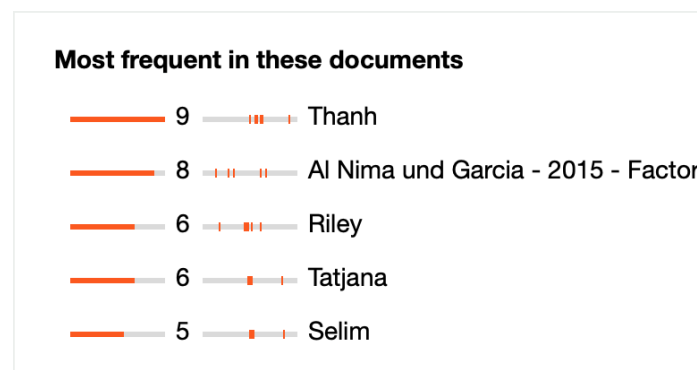 Most frequent in these documents
9 Thanh
8 Al Nima und Garcia - 2015 - Factor
6 Riley
6 Tatjana
5 Selim